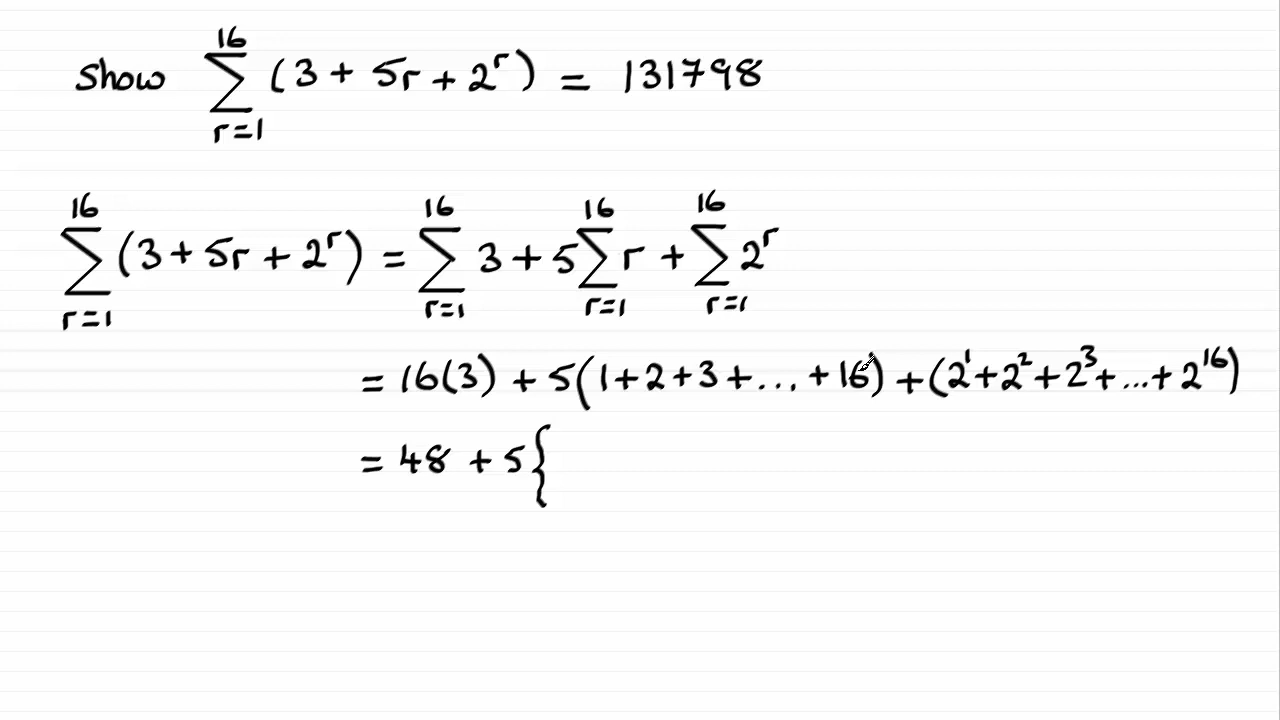 Show 16 ∑ r=1 (3 + 5r + 2^r) = 131798
16 ∑ r=1 (3 + 5r + 2^r) = 16 ∑ r=1 3 + 5 16 ∑ r=1 r + 16 ∑ r=1 2^r
= 16(3) + 5(1+2+3+...+16) + (2^1+2^2+2^3+...+2^16)
= 48 + 5{